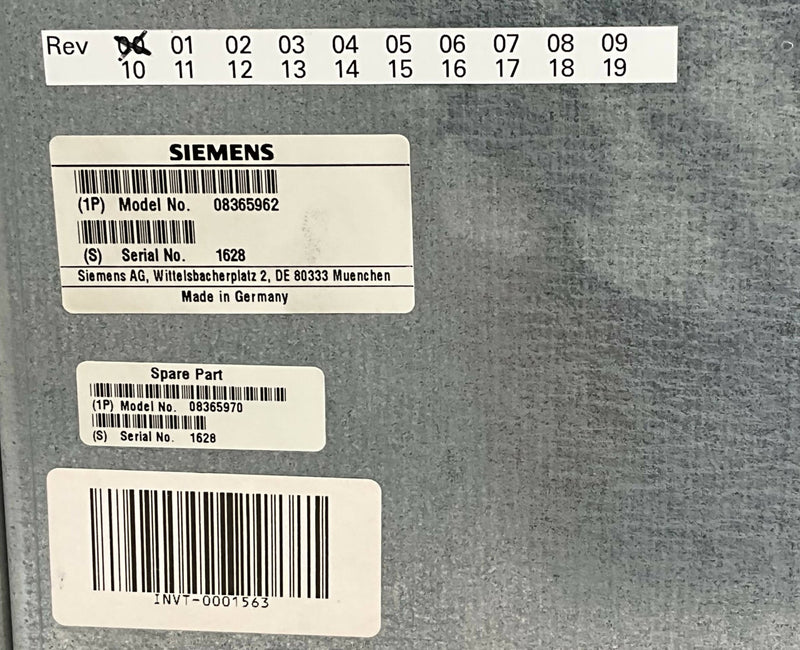 Rev 00 01 02 03 04 05 06 07 08 09
10 11 12 13 14 15 16 17 18 19
SIEMENS
(1P) Model No. 08365962
(S) Serial No. 1628
Siemens AG, Wittelsbacherplatz 2, DE 80333 Muenchen
Made in Germany
Spare Part
(1P) Model No. 08365970
(S) Serial No. 1628
INVT-0001563